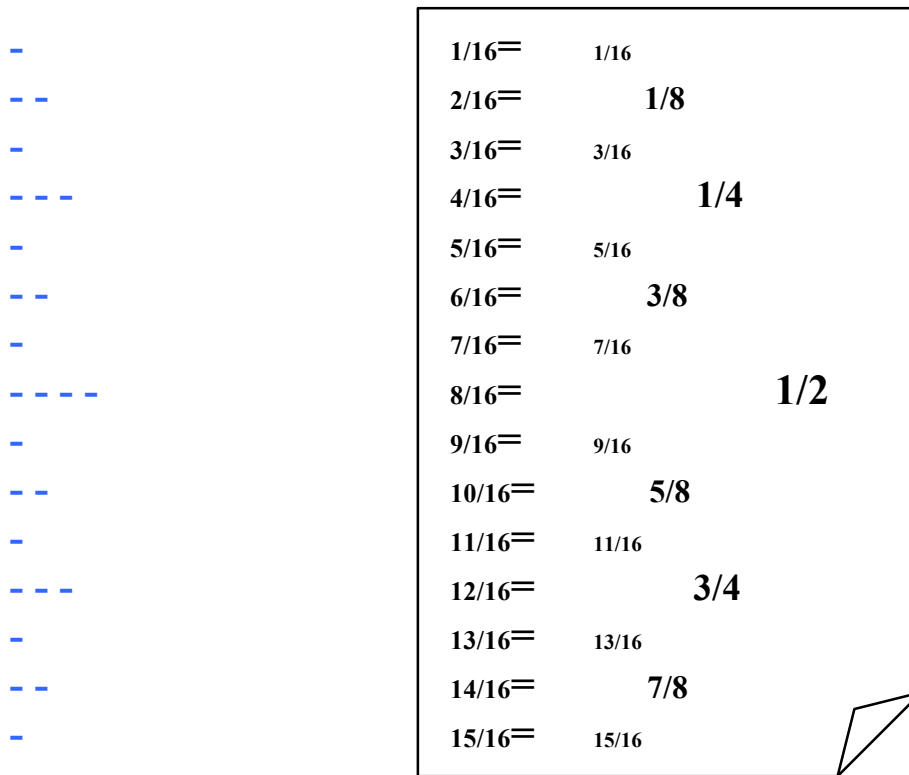 - 1/16= 1/16
- - 2/16= 1/8
- 3/16= 3/16
- - - 4/16= 1/4
- 5/16= 5/16
- - 6/16= 3/8
- 7/16= 7/16
- - - - 8/16= 1/2
- 9/16= 9/16
- - 10/16= 5/8
- 11/16= 11/16
- - - 12/16= 3/4
- 13/16= 13/16
- - 14/16= 7/8
- 15/16= 15/16